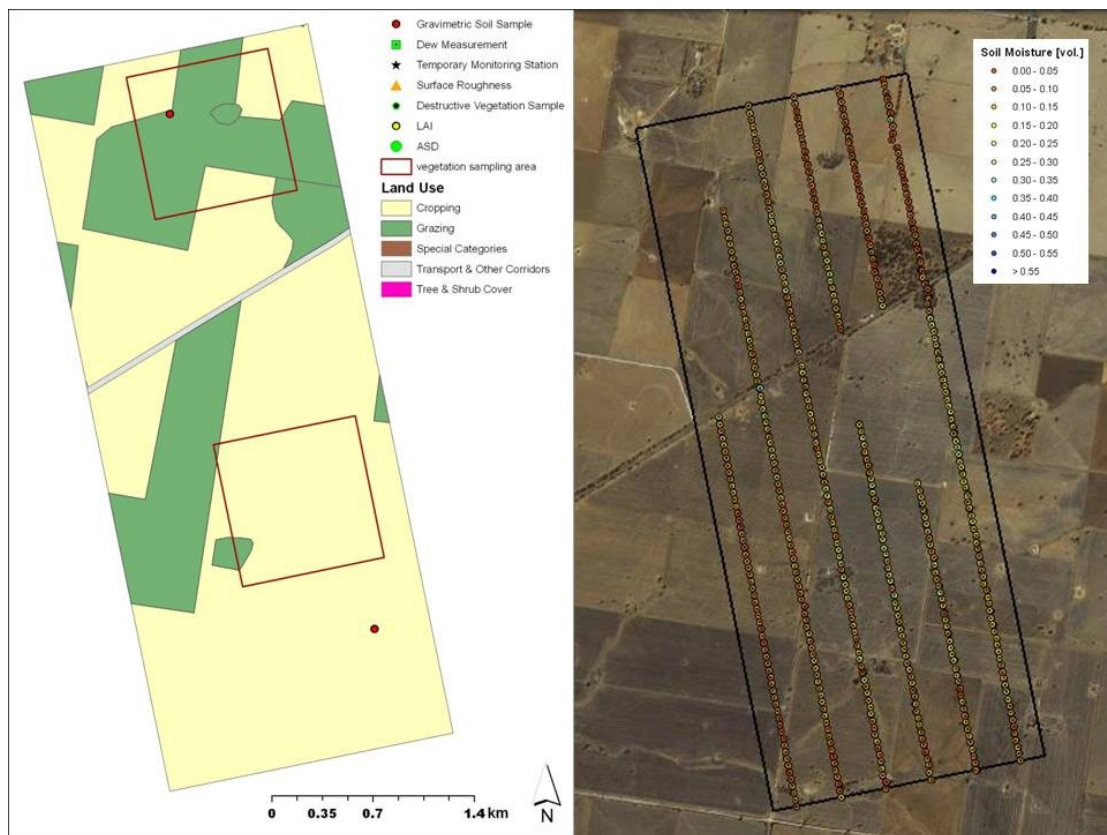 Gravimetric Soil Sample
Dew Measurement
Temporary Monitoring Station
Surface Roughness
Destructive Vegetation Sample
LAI
ASD
vegetation sampling area
Land Use
Cropping
Grazing
Special Categories
Transport & Other Corridors
Tree & Shrub Cover
0 0.35 0.7 1.4 km
N
Soil Moisture [vol.]
0.00 - 0.05
0.05 - 0.10
0.10 - 0.15
0.15 - 0.20
0.20 - 0.25
0.25 - 0.30
0.30 - 0.35
0.35 - 0.40
0.40 - 0.45
0.45 - 0.50
0.50 - 0.55
> 0.55